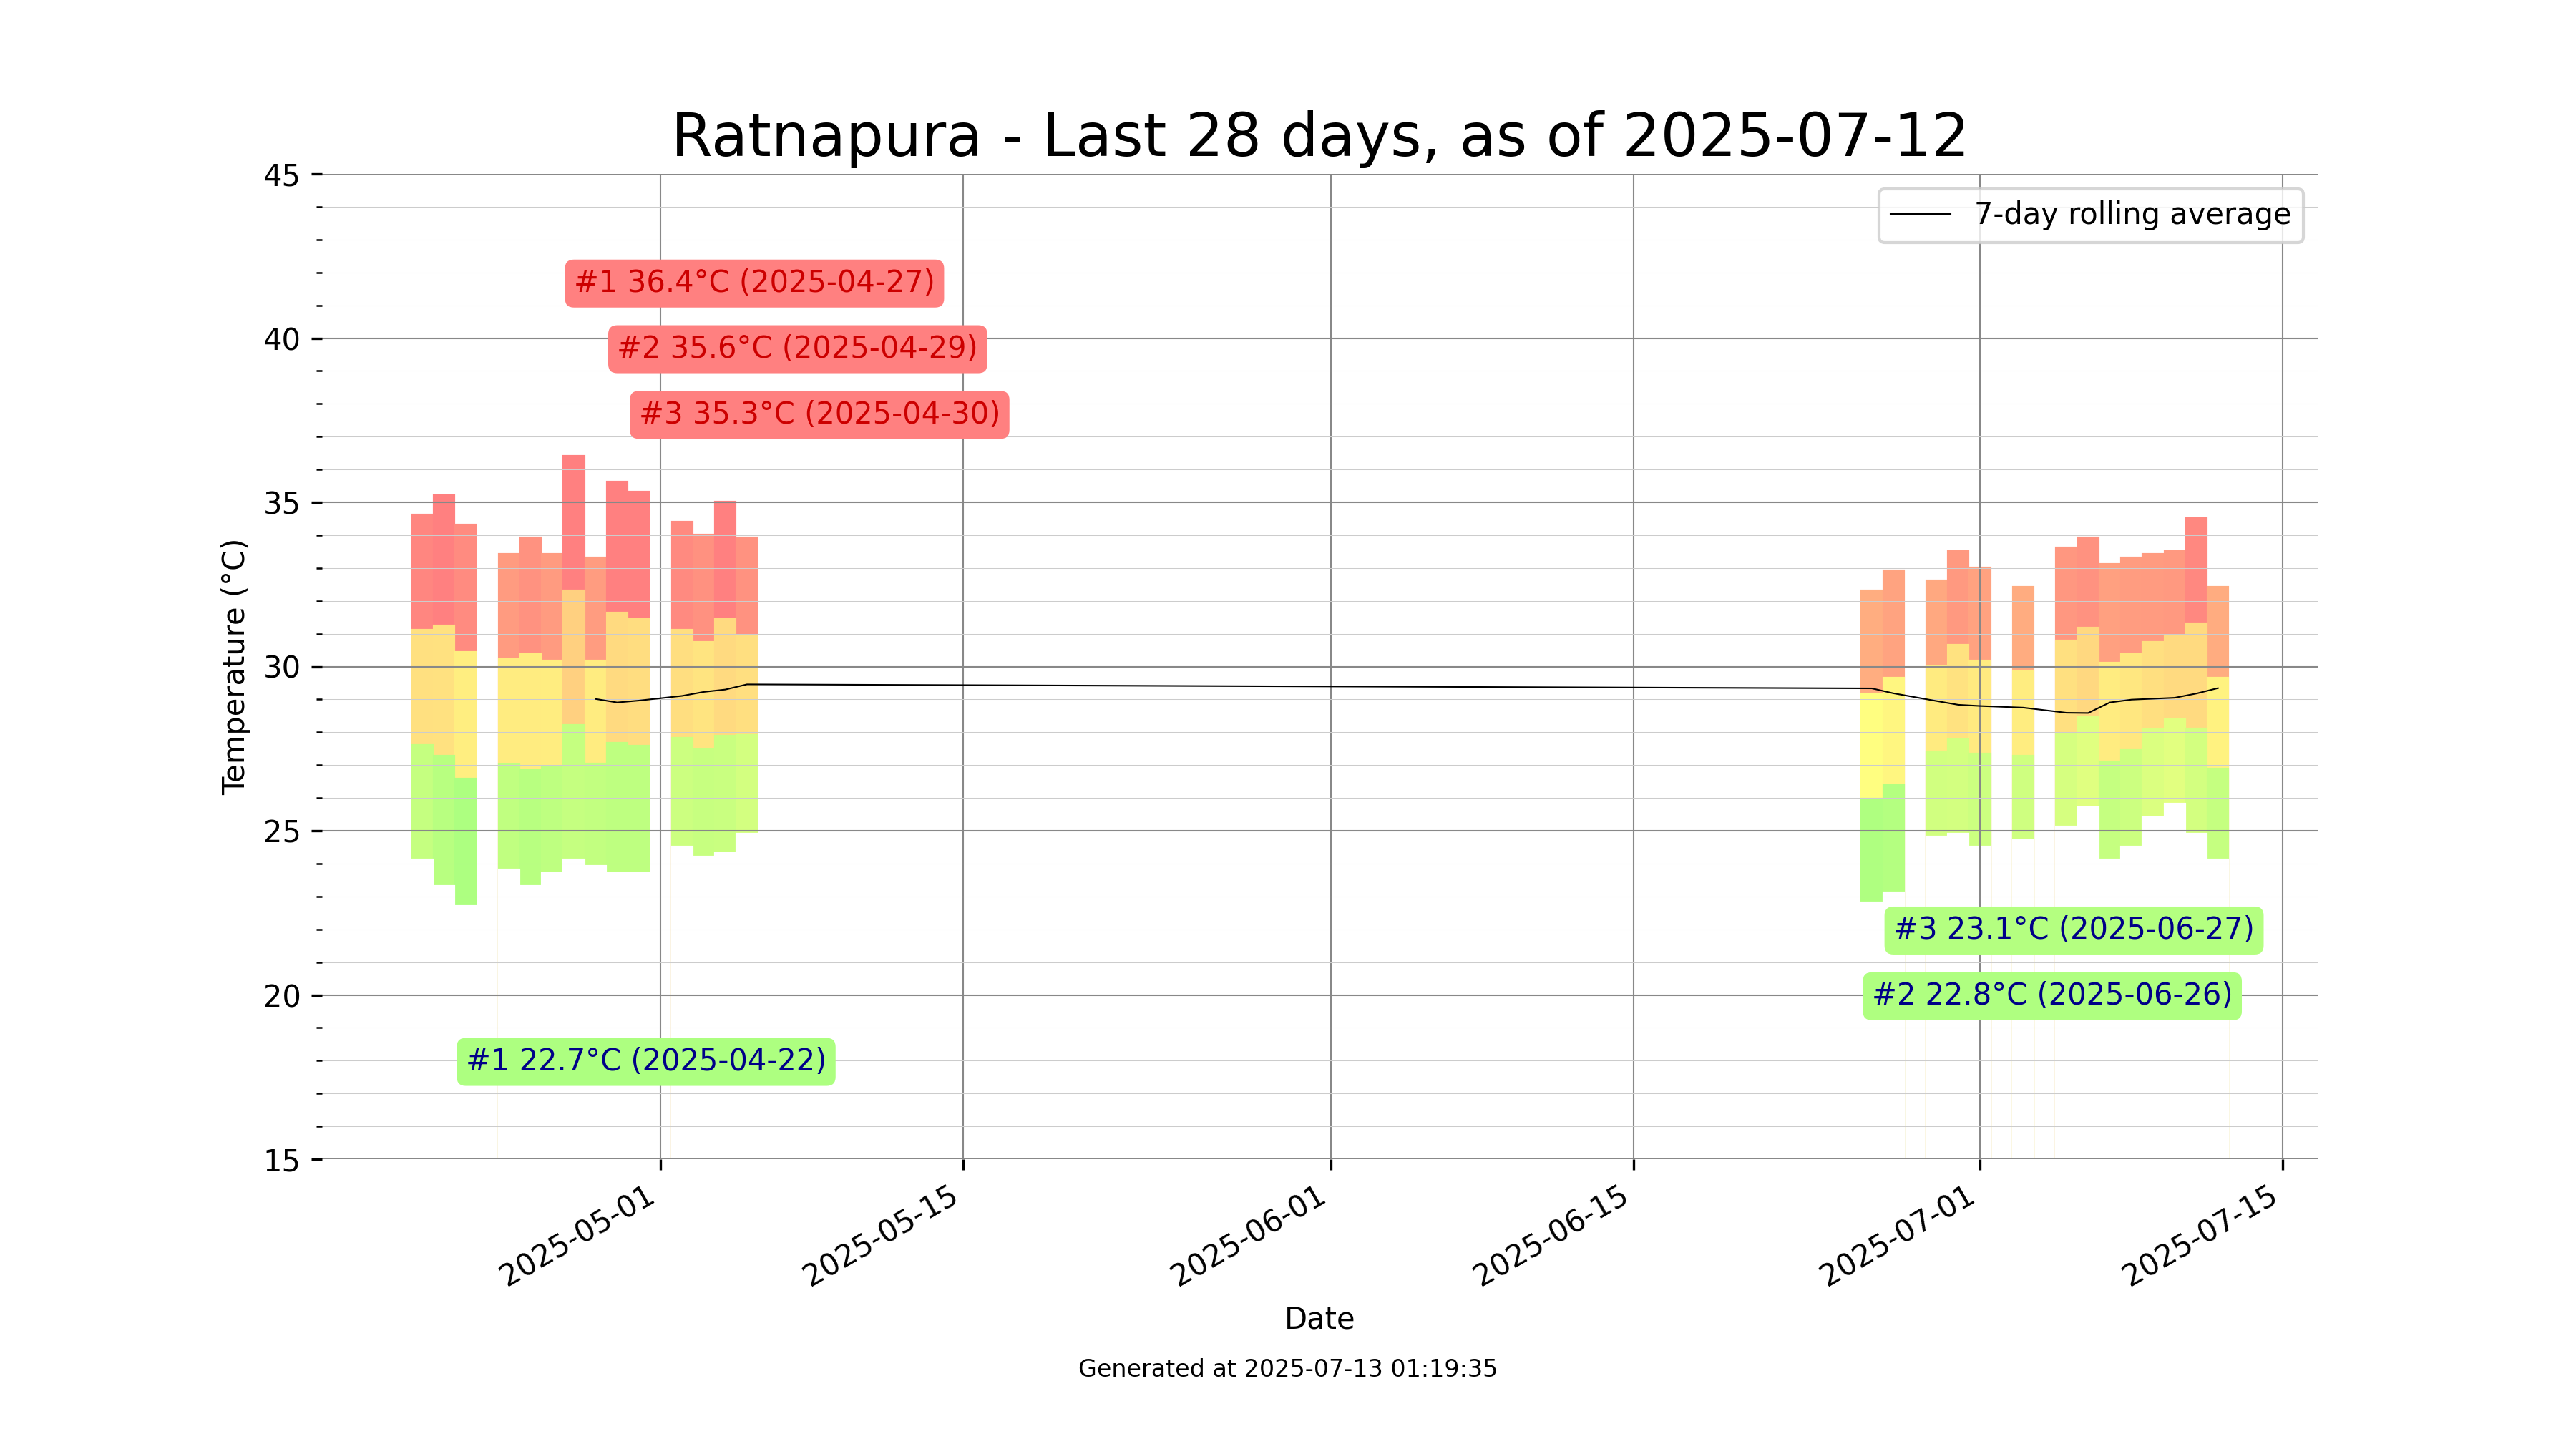 Ratnapura - Last 28 days, as of 2025-07-12
7-day rolling average
#1 36.4°C (2025-04-27)
#2 35.6°C (2025-04-29)
#3 35.3°C (2025-04-30)
#3 23.1°C (2025-06-27)
#2 22.8°C (2025-06-26)
#1 22.7°C (2025-04-22)
Temperature (°C)
45
40
35
30
25
20
15
2025-05-01
2025-05-15
2025-06-01
2025-06-15
2025-07-01
2025-07-15
Date
Generated at 2025-07-13 01:19:35